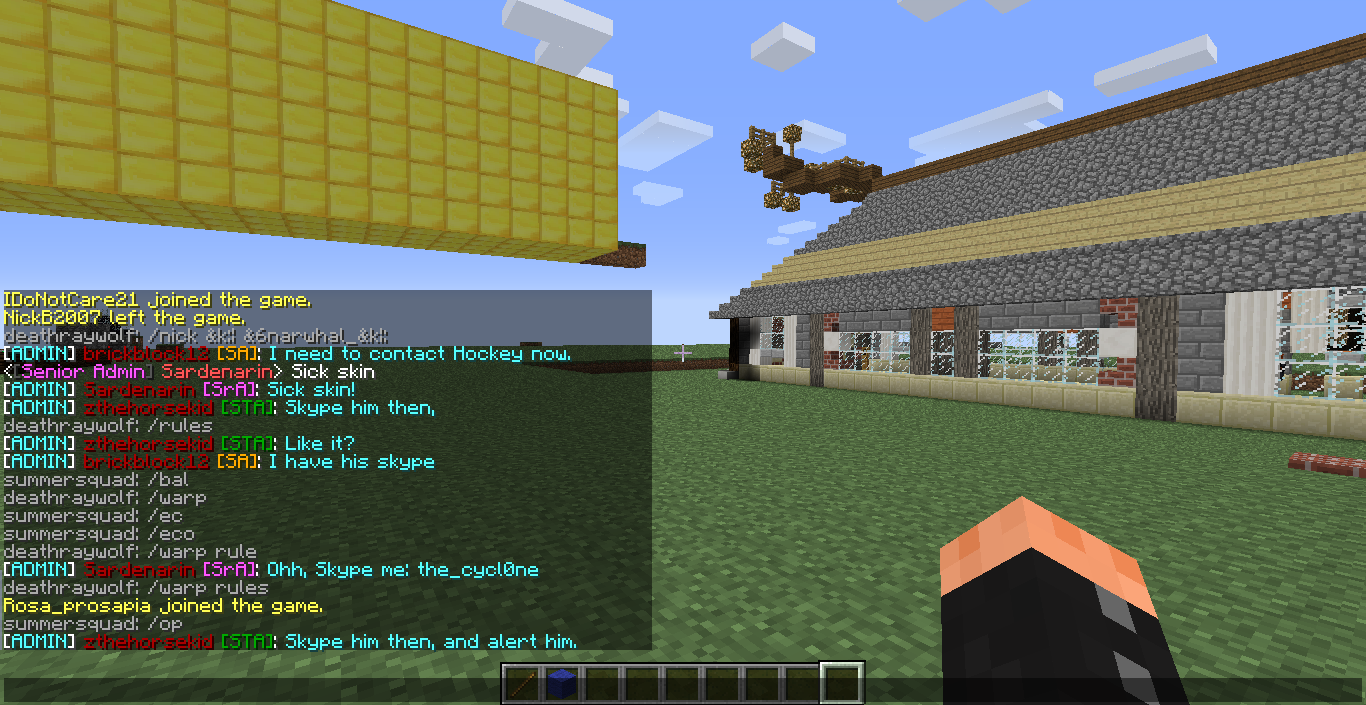 IDoNotCare21 joined the game.
NickB2007 left the game.
deathraywolf: /nick &k¦| &6narwhal_&k¦:
[ADMIN] brickblock12 [SA]: I need to contact Hockey now.
<[Senior Admin] Sardenarin> Sick skin
[ADMIN] Sardenarin [SrA]: Sick skin!
[ADMIN] zthehorsekid [STA]: Skype him then,
deathraywolf: /rules
[ADMIN] zthehorsekid [STA]: Like it?
[ADMIN] brickblock12 [SA]: I have his skype
summersquad: /bal
deathraywolf: /warp
summersquad: /ec
summersquad: /eco
deathraywolf: /warp rule
[ADMIN] Sardenarin [SrA]: Ohh, Skype me: the_cycl0ne
deathraywolf: /warp rules
Rosa_prosapia joined the game.
summersquad: /op
[ADMIN] zthehorsekid [STA]: Skype him then, and alert him.